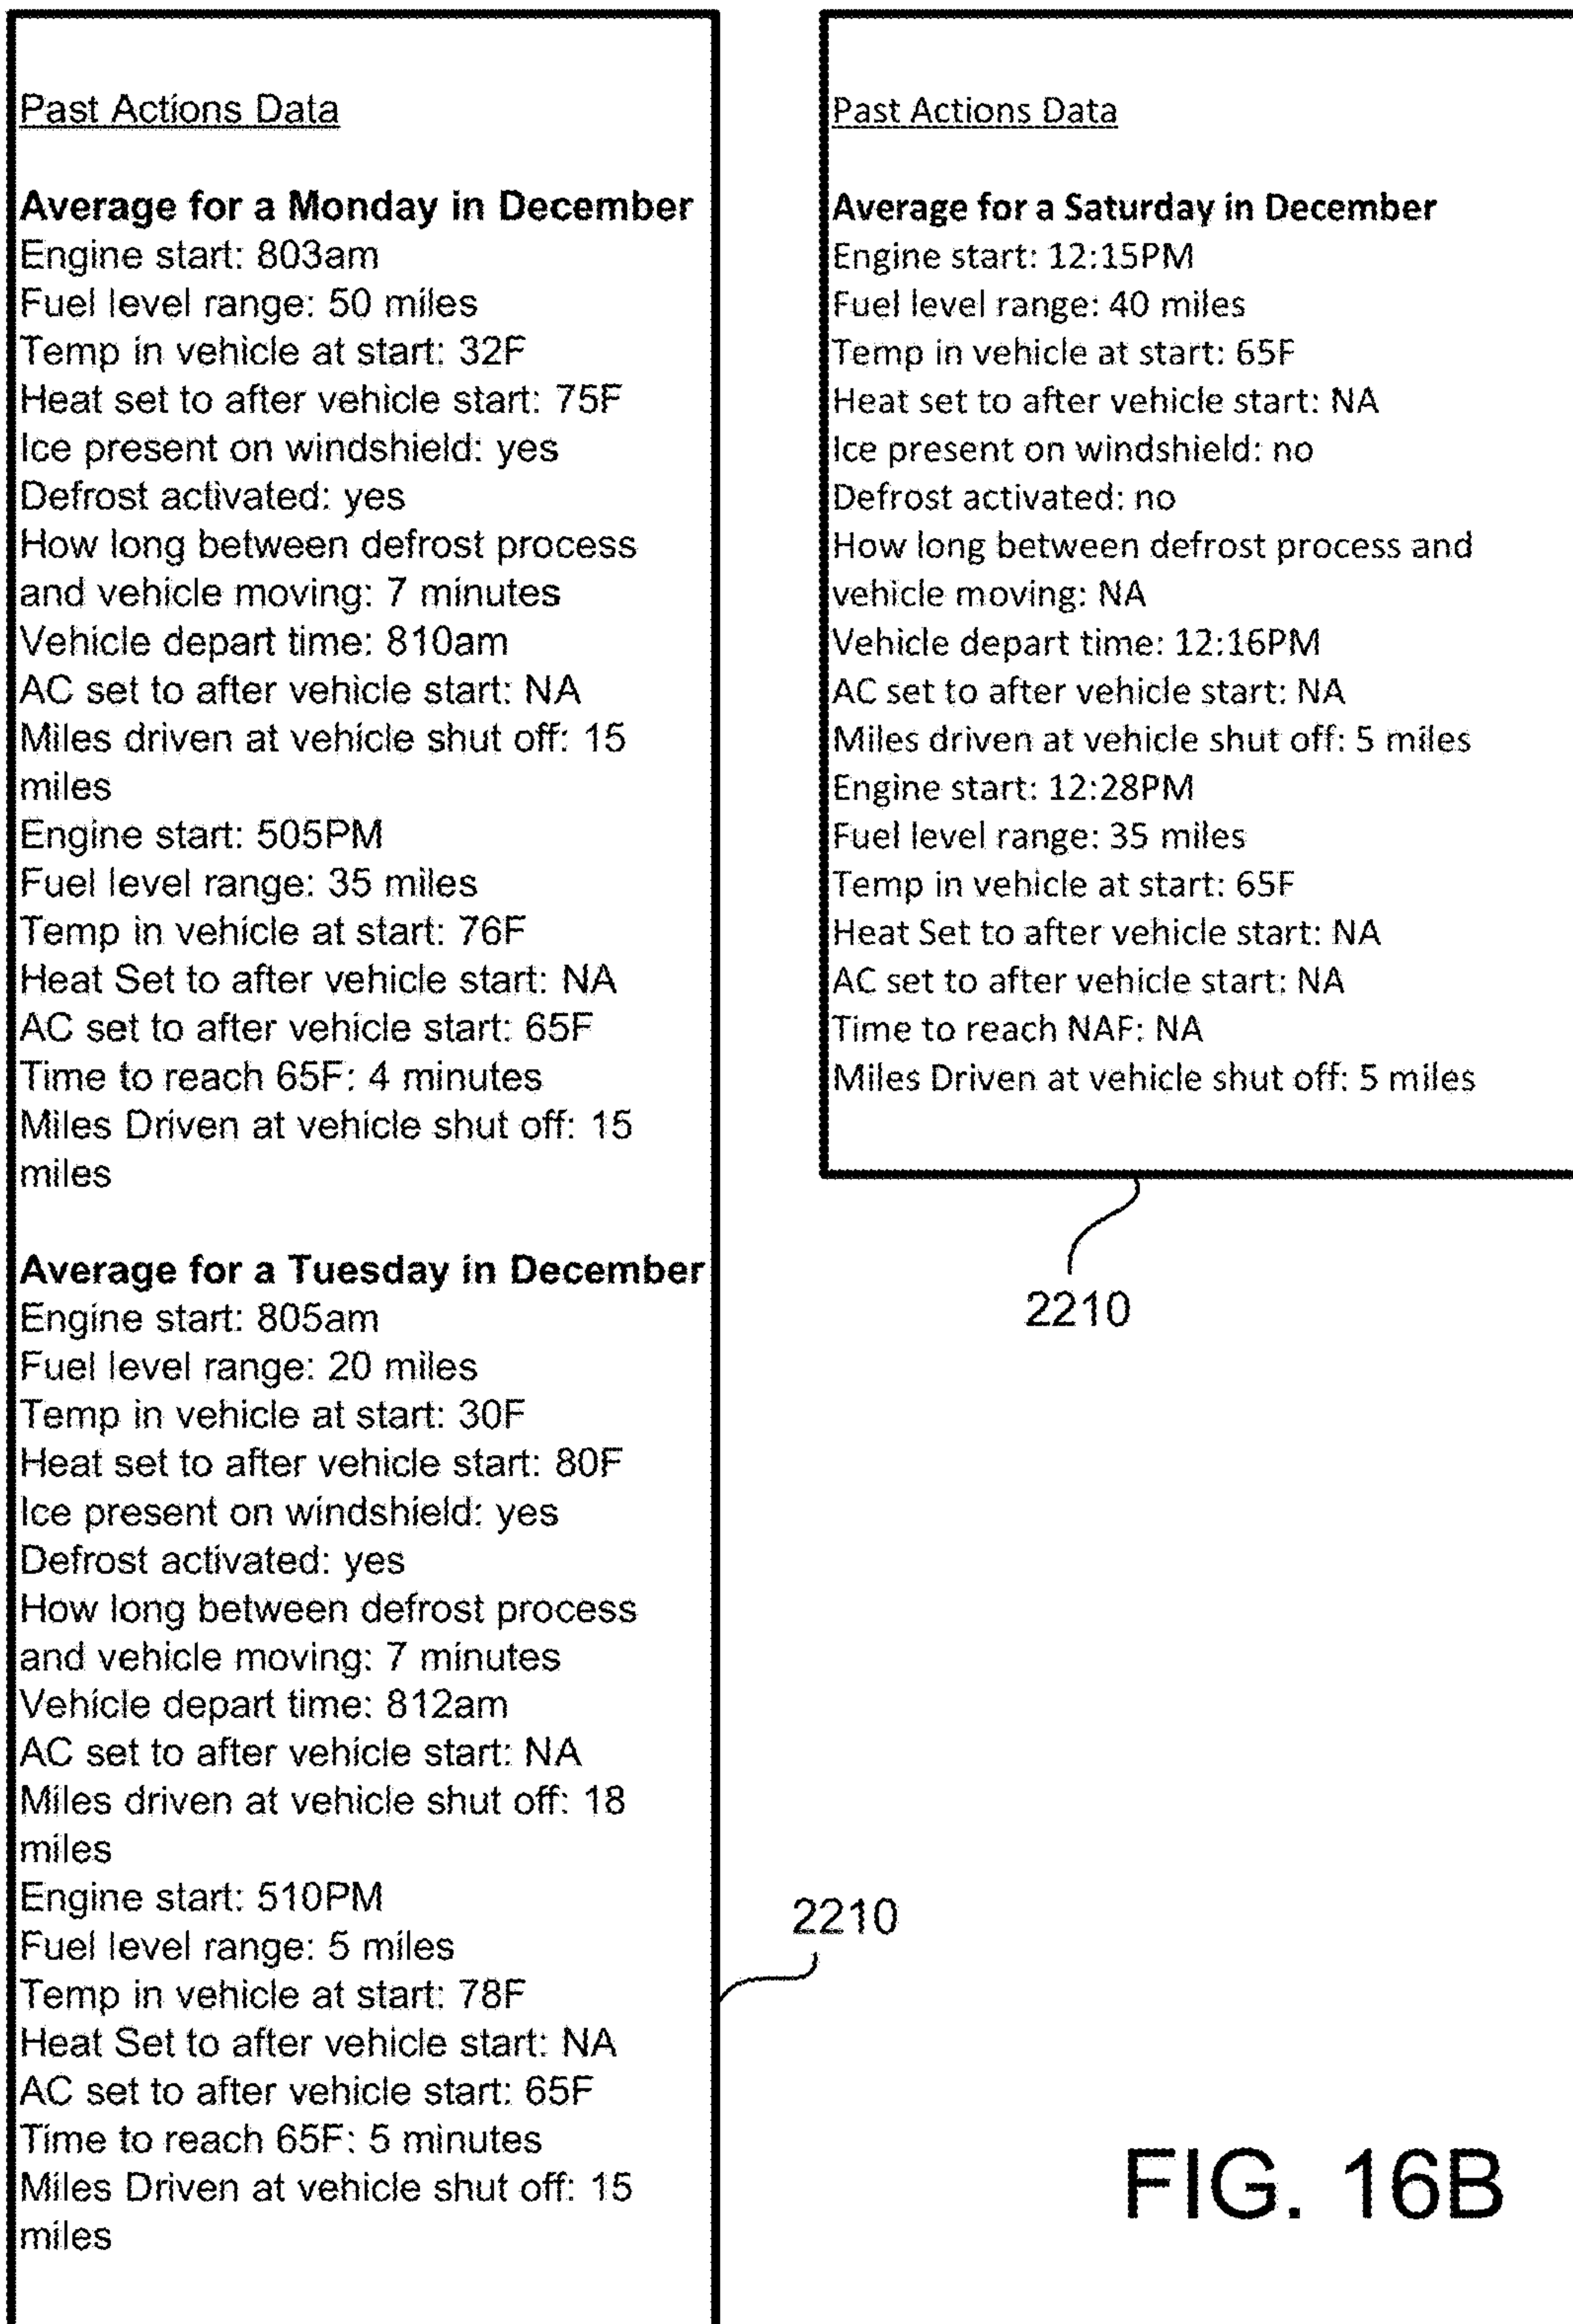 Past Actions Data
Average for a Monday in December
Engine start: 803am
Fuel level range: 50 miles
Temp in vehicle at start: 32F
Heat set to after vehicle start: 75F
Ice present on windshield: yes
Defrost activated: yes
How long between defrost process
and vehicle moving: 7 minutes
Vehicle depart time: 810am
AC set to after vehicle start: NA
Miles driven at vehicle shut off: 15
miles
Engine start: 505PM
Fuel level range: 35 miles
Temp in vehicle at start: 76F
Heat Set to after vehicle start: NA
AC set to after vehicle start: 65F
Time to reach 65F: 4 minutes
Miles Driven at vehicle shut off: 15
miles
Average for a Tuesday in December
Engine start: 805am
Fuel level range: 20 miles
Temp in vehicle at start: 30F
Heat set to after vehicle start: 80F
Ice present on windshield: yes
Defrost activated: yes
How long between defrost process
and vehicle moving: 7 minutes
Vehicle depart time: 812am
AC set to after vehicle start: NA
Miles driven at vehicle shut off: 18
miles
Engine start: 510PM
Fuel level range: 5 miles
Temp in vehicle at start: 78F
Heat Set to after vehicle start: NA
AC set to after vehicle start: 65F
Time to reach 65F: 5 minutes
Miles Driven at vehicle shut off: 15
miles
2210
Past Actions Data
Average for a Saturday in December
Engine start: 12:15PM
Fuel level range: 40 miles
Temp in vehicle at start: 65F
Heat set to after vehicle start: NA
Ice present on windshield: no
Defrost activated: no
How long between defrost process and
vehicle moving: NA
Vehicle depart time: 12:16PM
AC set to after vehicle start: NA
Miles driven at vehicle shut off: 5 miles
Engine start: 12:28PM
Fuel level range: 35 miles
Temp in vehicle at start: 65F
Heat Set to after vehicle start: NA
AC set to after vehicle start: NA
Time to reach NAF: NA
Miles Driven at vehicle shut off: 5 miles
2210
FIG. 16B